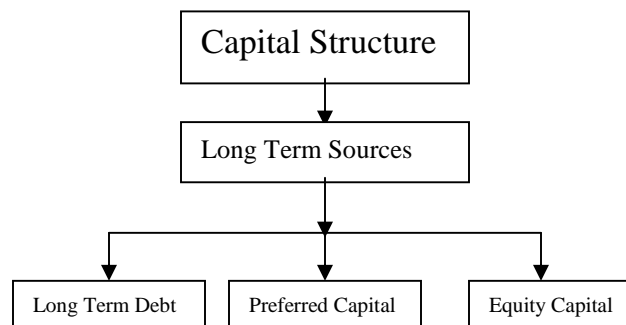 Capital Structure
Long Term Sources
Long Term Debt
Preferred Capital
Equity Capital